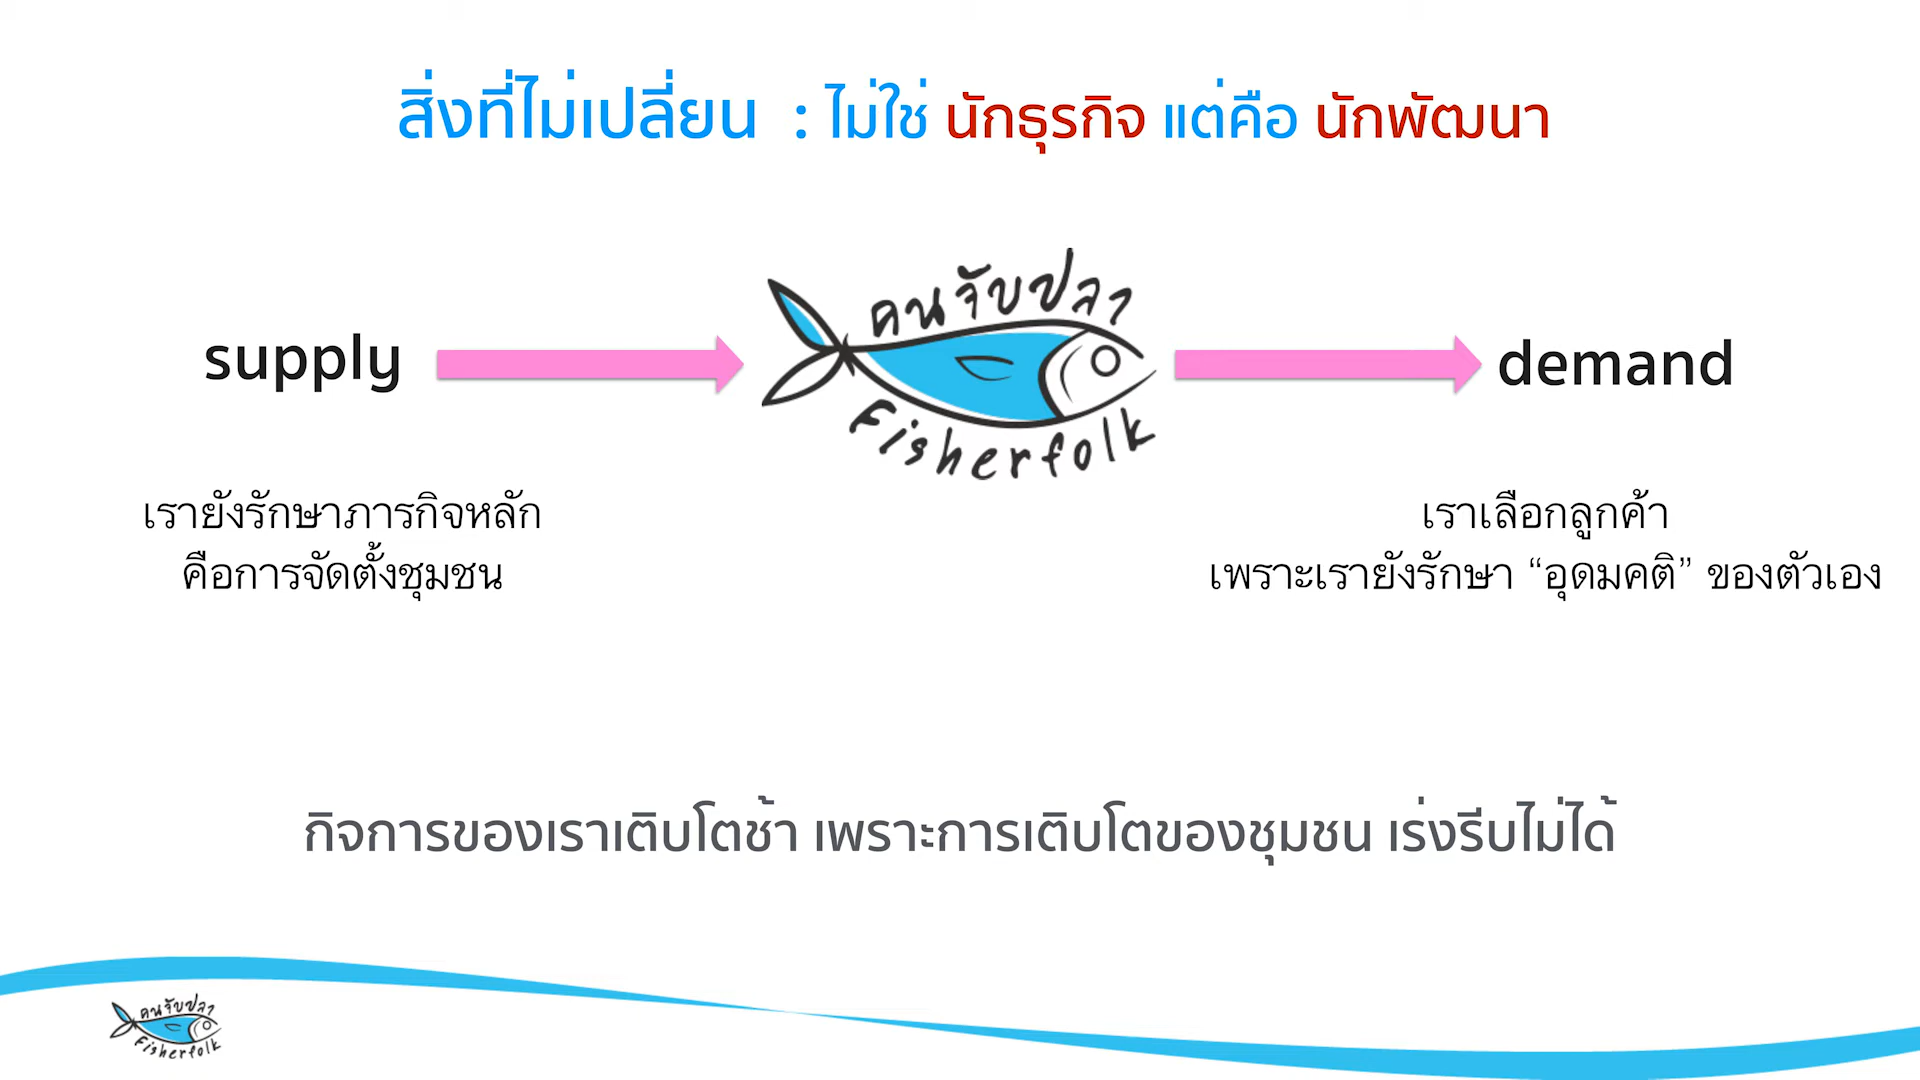 สิ่งที่ไม่เปลี่ยน : ไม่ใช่ นักธุรกิจ แต่คือ นักพัฒนา
คนจับปลา
supply
demand
Fisherfolk
เรายังรักษาภารกิจหลัก
คือการจัดตั้งชุมชน
เราเลือกลูกค้า
เพราะเรายังรักษา “อุดมคติ” ของตัวเอง
กิจการของเราเติบโตช้า เพราะการเติบโตของชุมชน เร่งรีบไม่ได้
คนจับปลา
Fisherfolk